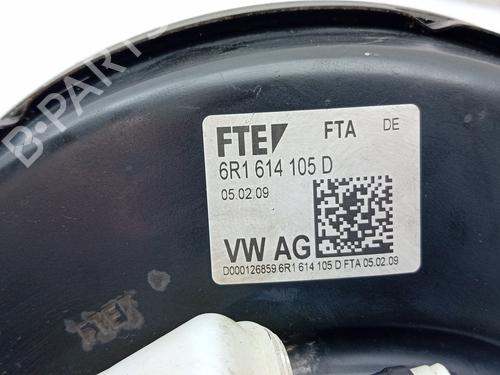 FTE FTA DE
6R1 614 105 D
05.02.09
VW AG
D000126859 6R1 614 105 D FTA 05.02.09
FTE
B-PARTS